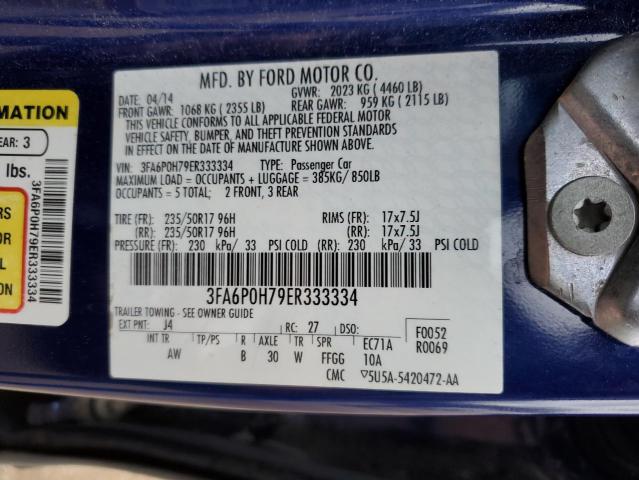 MFD. BY FORD MOTOR CO.
DATE: 04/14 GVWR: 2023 KG ( 4460 LB)
FRONT GAWR: 1068 KG ( 2355 LB) REAR GAWR: 959 KG ( 2115 LB)
THIS VEHICLE CONFORMS TO ALL APPLICABLE FEDERAL MOTOR
VEHICLE SAFETY, BUMPER, AND THEFT PREVENTION STANDARDS
IN EFFECT ON THE DATE OF MANUFACTURE SHOWN ABOVE.
VIN: 3FA6P0H79ER333334 TYPE: Passenger Car
MAXIMUM LOAD = OCCUPANTS + LUGGAGE = 385KG/ 850LB
OCCUPANTS = 5 TOTAL; 2 FRONT, 3 REAR
TIRE (FR): 235/50R17 96H RIMS (FR): 17x7.5J
(RR): 235/50R17 96H (RR): 17x7.5J
PRESSURE (FR): 230 kPa/ 33 PSI COLD (RR): 230 kPa/ 33 PSI COLD
3FA6P0H79ER333334
TRAILER TOWING - SEE OWNER GUIDE
EXT PNT: J4 RC: 27 DSO: F0052
INT TR TP/PS R AXLE TR SPR EC71A R0069
AW B 30 W FFGG 10A
CMC ▽5U5A-5420472-AA
MATION
EAR: 3
lbs.
RS
OR
L
ON
3FA6P0H79ER333334